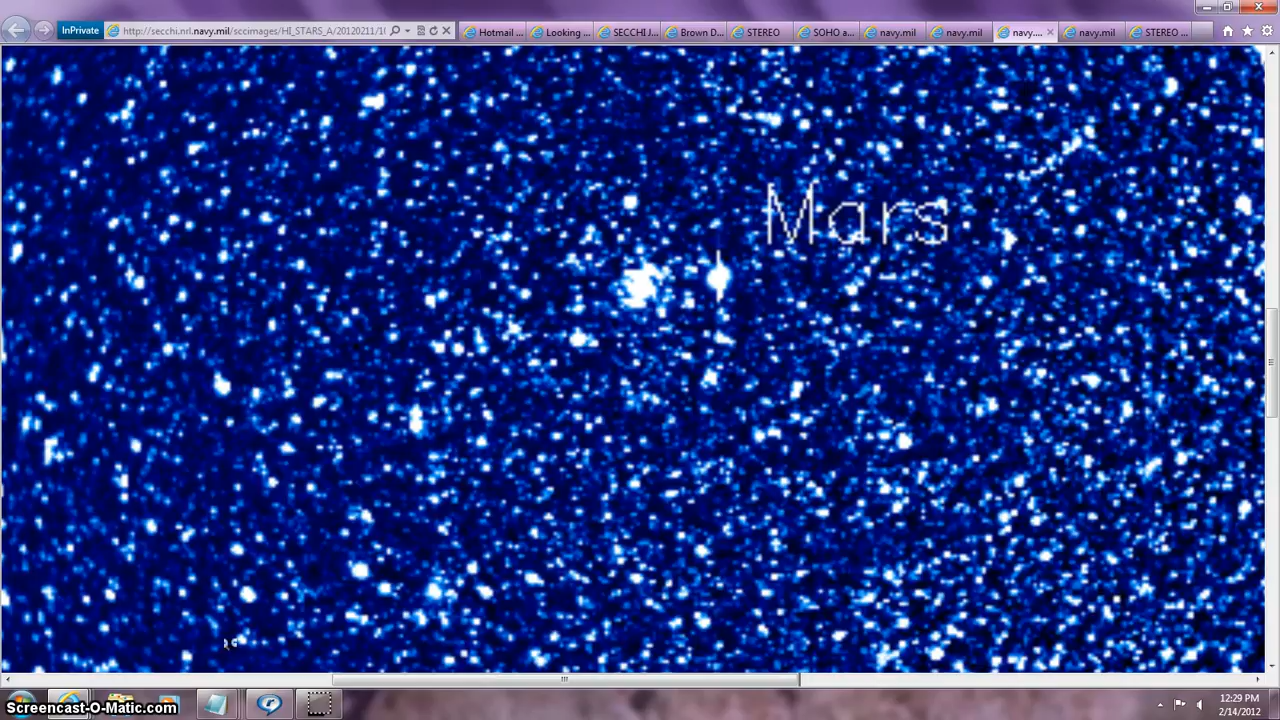 InPrivate
http://secchi.nrl.navy.mil/sccimages/HI_STARS_A/20120211/1
Hotmail ...
Looking ...
SECCHI J...
Brown D...
STEREO
SOHO a...
navy.mil
navy.mil
navy....
navy.mil
STEREO ...
Mars
Screencast-O-Matic.com
12:29 PM
2/14/2012